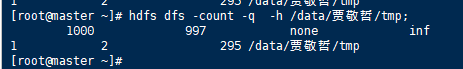 1 2 295 /data/贾敬哲/tmp
[root@master ~]# hdfs dfs -count -q -h /data/贾敬哲/tmp;
1000 997 none inf
1 2 295 /data/贾敬哲/tmp
[root@master ~]#